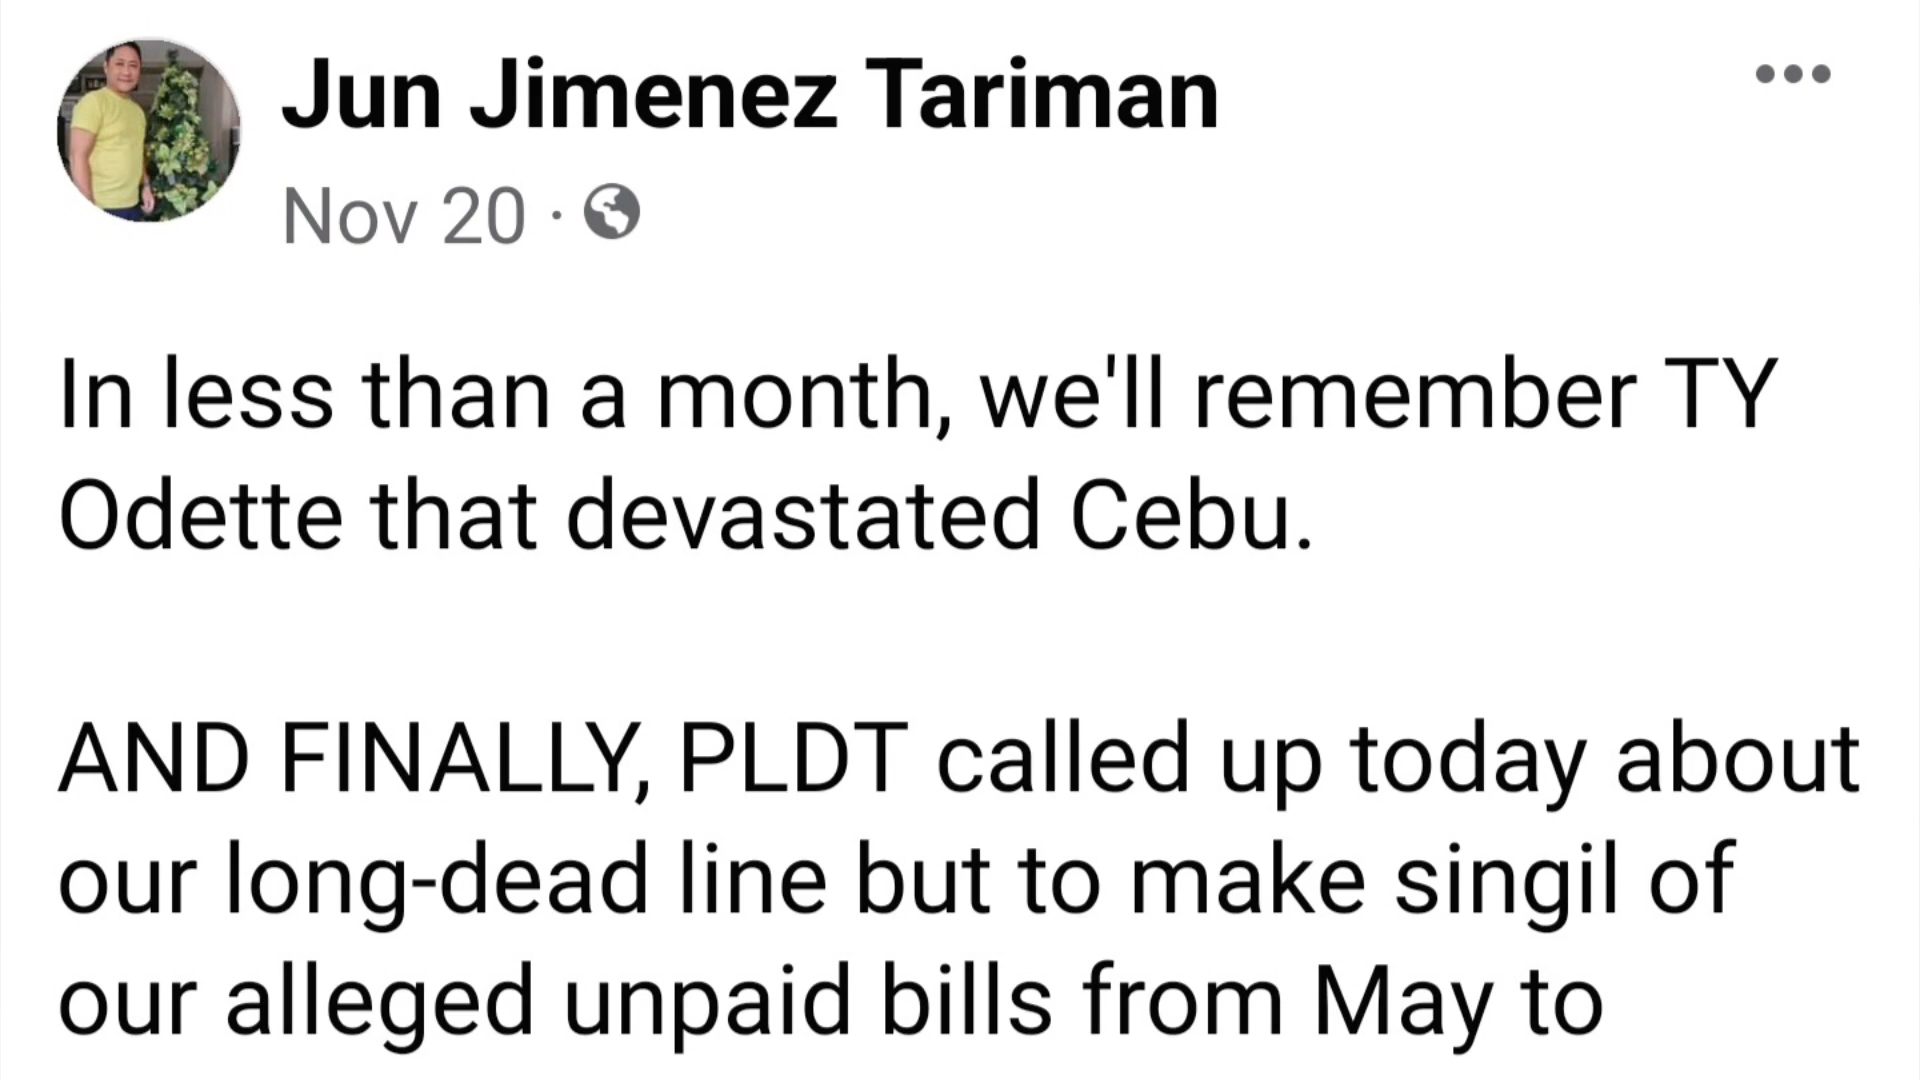 Jun Jimenez Tariman
Nov 20 ·
In less than a month, we'll remember TY
Odette that devastated Cebu.
AND FINALLY, PLDT called up today about
our long-dead line but to make singil of
our alleged unpaid bills from May to